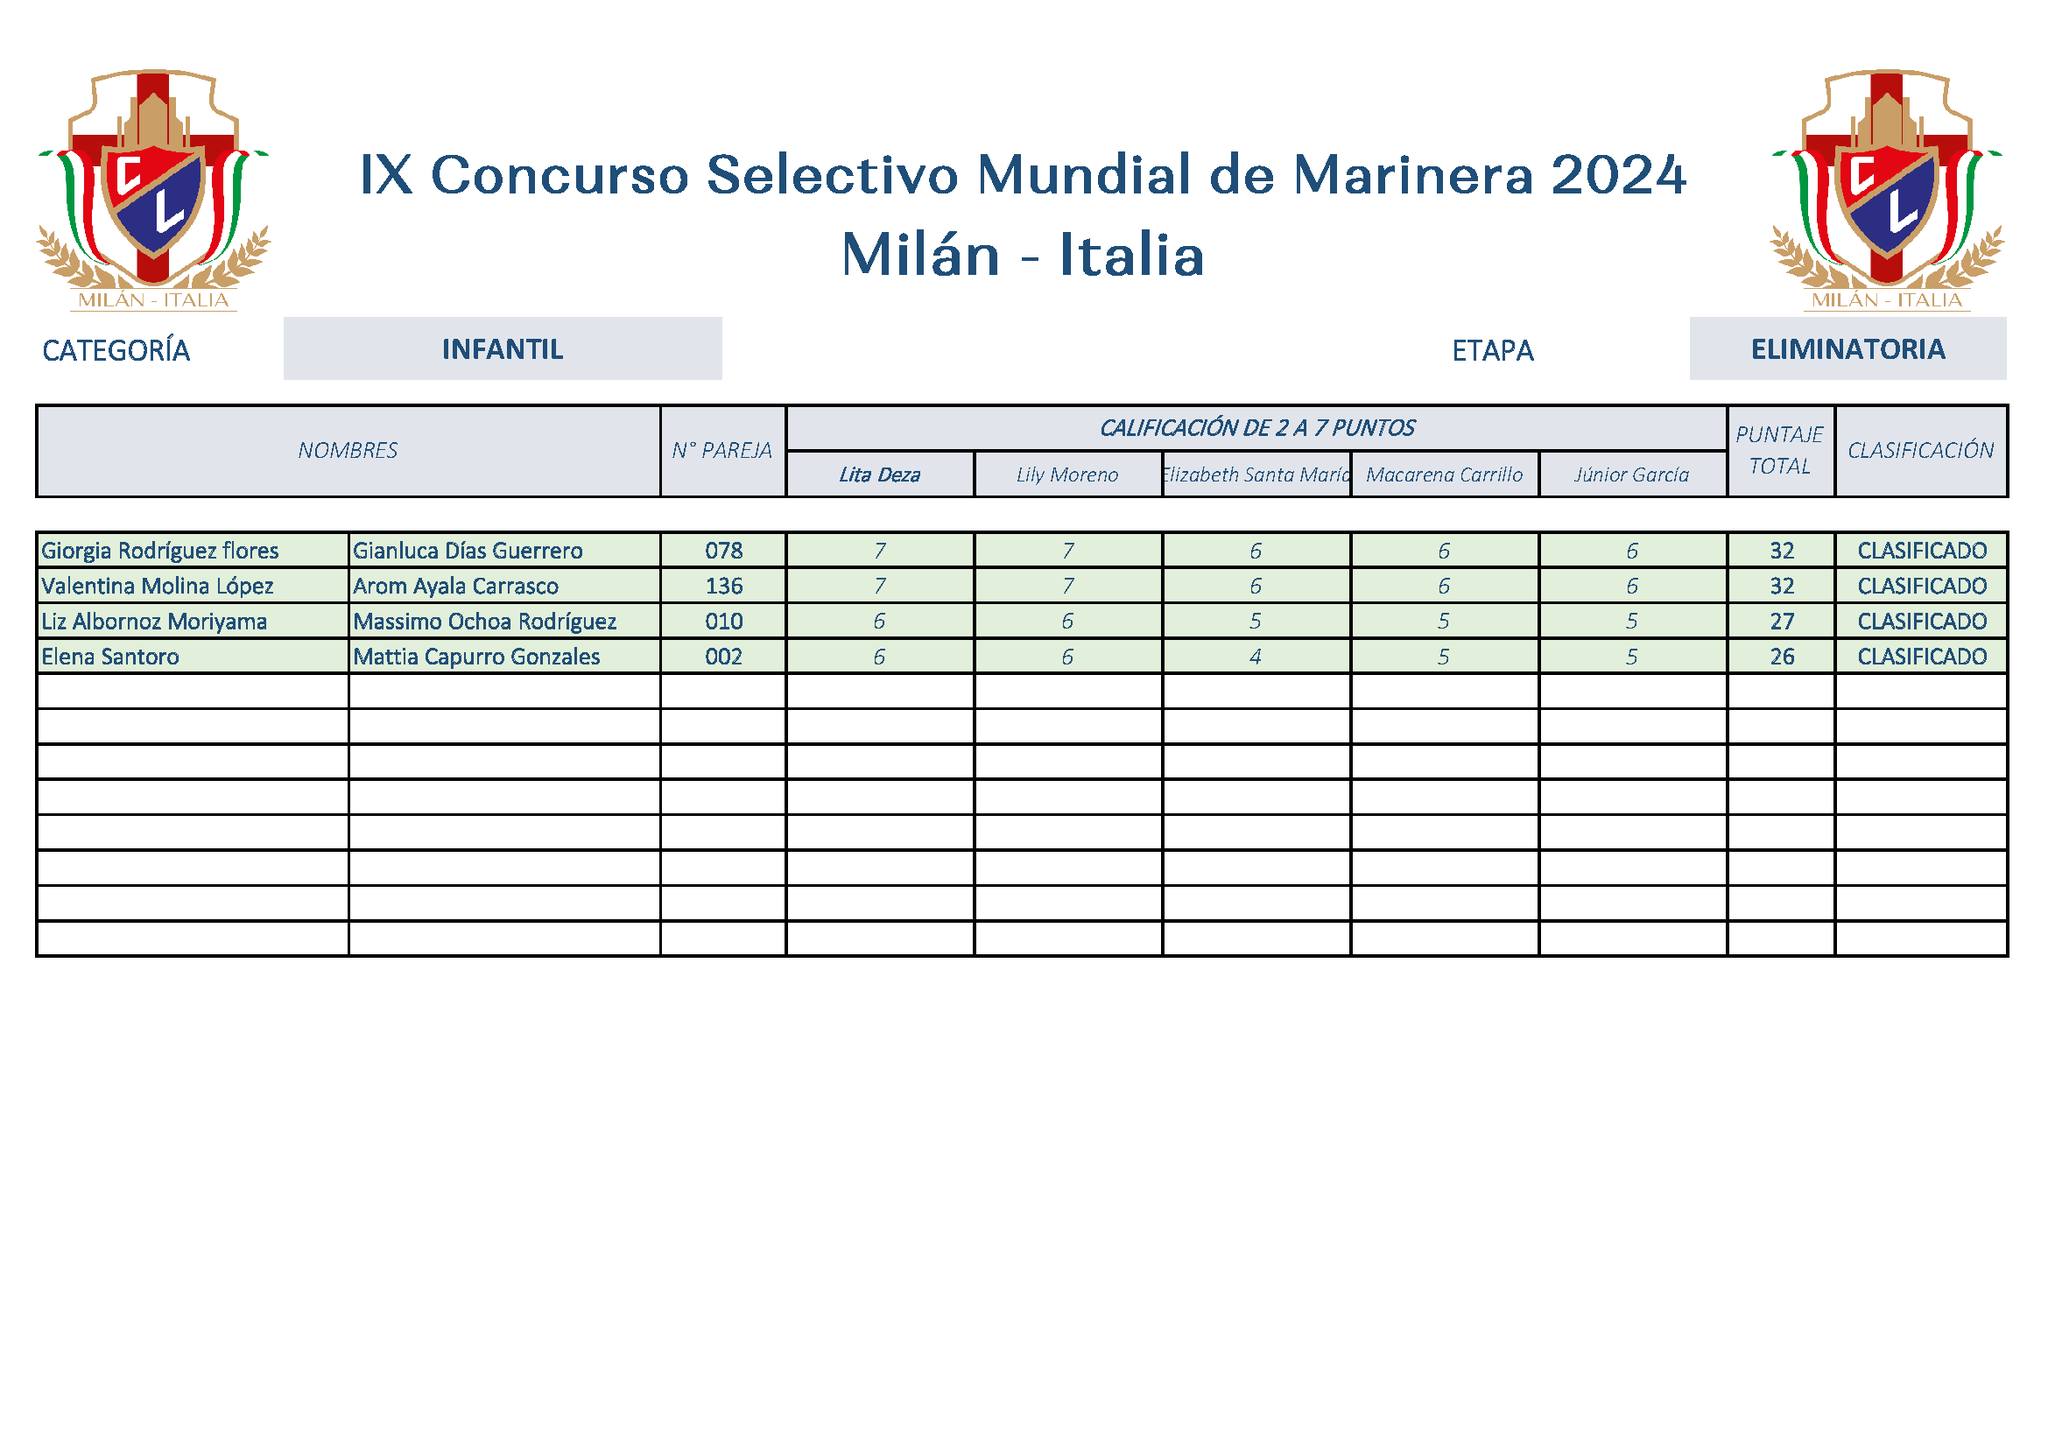 IX Concurso Selectivo Mundial de Marinera 2024
Milán - Italia
CL
MILÁN - ITALIA
CL
MILÁN - ITALIA
CATEGORÍA INFANTIL ETAPA ELIMINATORIA
NOMBRES N° PAREJA CALIFICACIÓN DE 2 A 7 PUNTOS PUNTAJE TOTAL CLASIFICACIÓN
Lita Deza Lily Moreno Elizabeth Santa María Macarena Carrillo Júnior García
Giorgia Rodríguez flores Gianluca Días Guerrero 078 7 7 6 6 6 32 CLASIFICADO
Valentina Molina López Arom Ayala Carrasco 136 7 7 6 6 6 32 CLASIFICADO
Liz Albornoz Moriyama Massimo Ochoa Rodríguez 010 6 6 5 5 5 27 CLASIFICADO
Elena Santoro Mattia Capurro Gonzales 002 6 6 4 5 5 26 CLASIFICADO